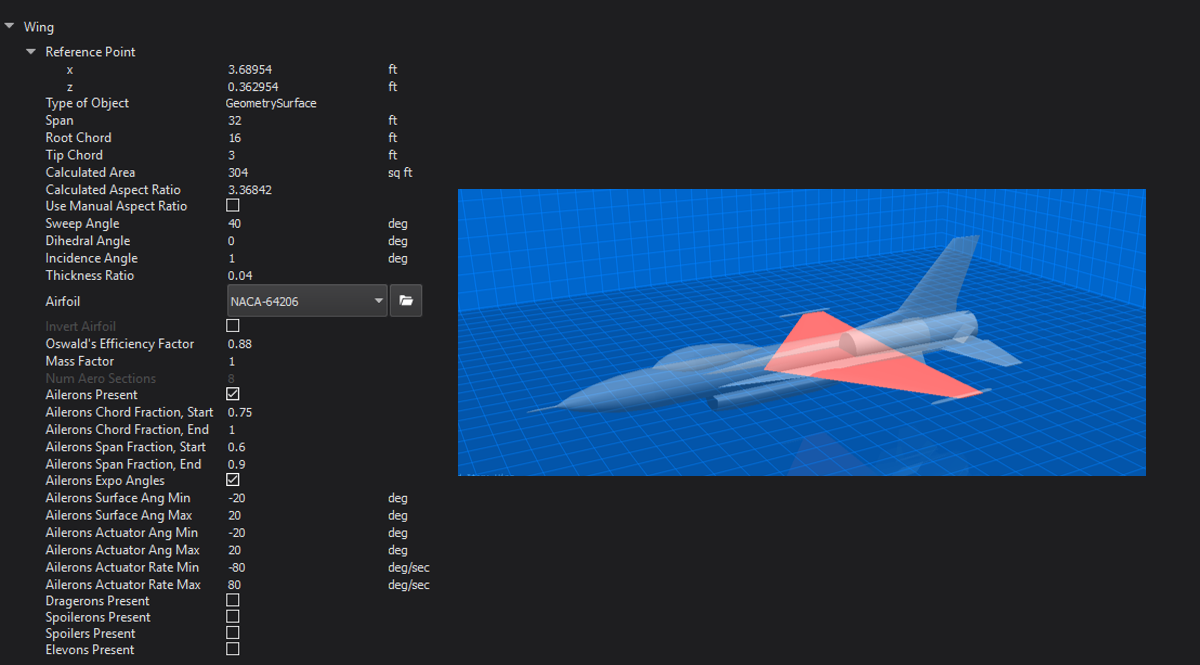 Wing
Reference Point
x 3.68954 ft
z 0.362954 ft
Type of Object GeometrySurface
Span 32 ft
Root Chord 16 ft
Tip Chord 3 ft
Calculated Area 304 sq ft
Calculated Aspect Ratio 3.36842
Use Manual Aspect Ratio
Sweep Angle 40 deg
Dihedral Angle 0 deg
Incidence Angle 1 deg
Thickness Ratio 0.04
Airfoil NACA-64206
Invert Airfoil
Oswald's Efficiency Factor 0.88
Mass Factor 1
Num Aero Sections 8
Ailerons Present
Ailerons Chord Fraction, Start 0.75
Ailerons Chord Fraction, End 1
Ailerons Span Fraction, Start 0.6
Ailerons Span Fraction, End 0.9
Ailerons Expo Angles
Ailerons Surface Ang Min -20 deg
Ailerons Surface Ang Max 20 deg
Ailerons Actuator Ang Min -20 deg
Ailerons Actuator Ang Max 20 deg
Ailerons Actuator Rate Min -80 deg/sec
Ailerons Actuator Rate Max 80 deg/sec
Dragerons Present
Spoilerons Present
Spoilers Present
Elevons Present